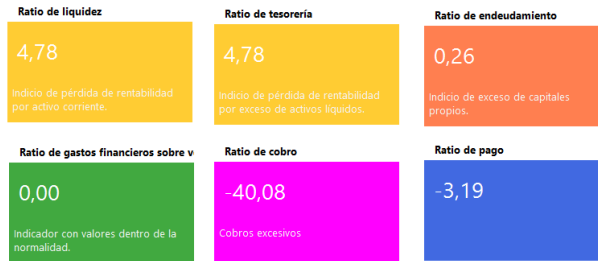 Ratio de liquidez
4,78
Indicio de pérdida de rentabilidad
por activo corriente.
Ratio de tesorería
4,78
Indicio de pérdida de rentabilidad
por exceso de activos líquidos.
Ratio de endeudamiento
0,26
Indicio de exceso de capitales
propios.
Ratio de gastos financieros sobre v
0,00
Indicador con valores dentro de la
normalidad.
Ratio de cobro
-40,08
Cobros excesivos
Ratio de pago
-3,19